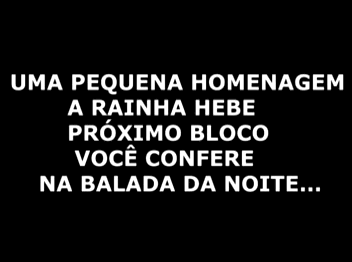 UMA PEQUENA HOMENAGEM
A RAINHA HEBE
PRÓXIMO BLOCO
VOCÊ CONFERE
NA BALADA DA NOITE...